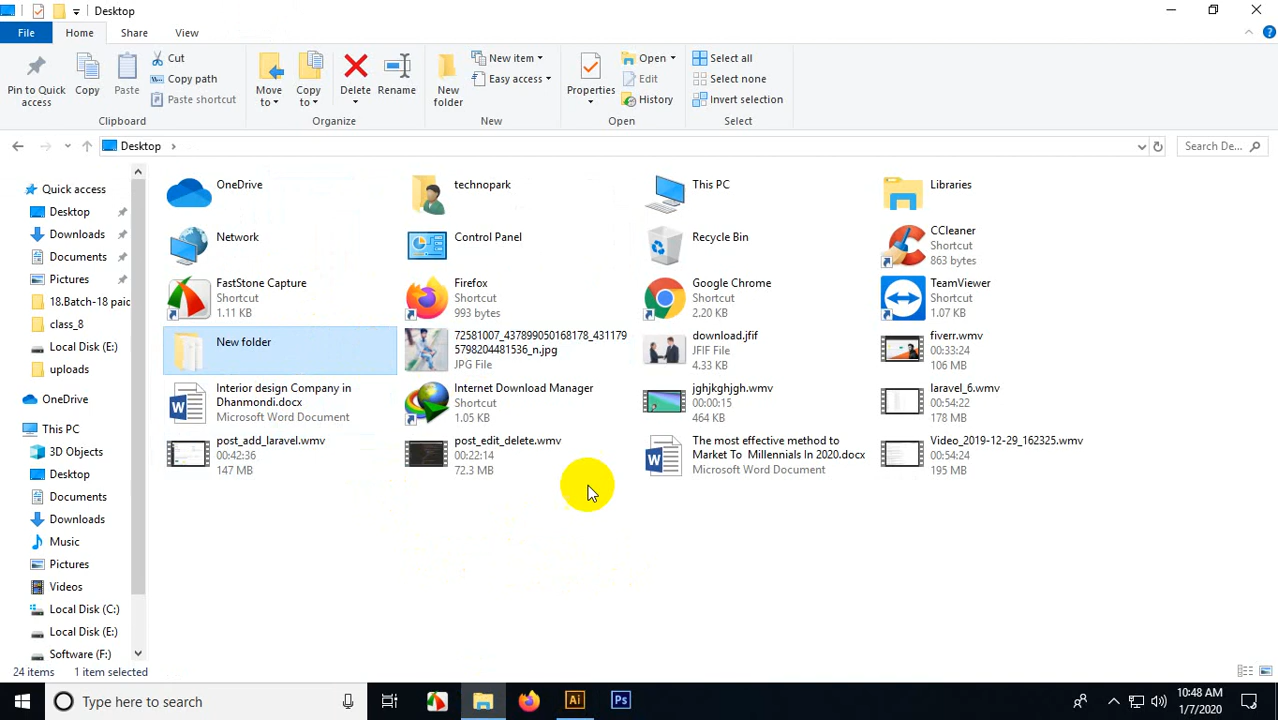 Desktop
File Home Share View
Pin to Quick access
Copy
Paste
Cut
Copy path
Paste shortcut
Clipboard
Move to
Copy to
Delete
Rename
Organize
New folder
New item
Easy access
New
Properties
Open
Edit
History
Open
Select all
Select none
Invert selection
Select
Desktop
Search De...
Quick access
Desktop
Downloads
Documents
Pictures
18.Batch-18 paid
class_8
Local Disk (E:)
uploads
OneDrive
This PC
3D Objects
Desktop
Documents
Downloads
Music
Pictures
Videos
Local Disk (C:)
Local Disk (E:)
Software (F:)
OneDrive
technopark
This PC
Libraries
Network
Control Panel
Recycle Bin
CCleaner
Shortcut
863 bytes
FastStone Capture
Shortcut
1.11 KB
Firefox
Shortcut
993 bytes
Google Chrome
Shortcut
2.20 KB
TeamViewer
Shortcut
1.07 KB
New folder
72581007_437899050168178_431179
5798204481536_n.jpg
JPG File
download.jfif
JFIF File
4.33 KB
fiverr.wmv
00:33:24
106 MB
Interior design Company in
Dhanmondi.docx
Microsoft Word Document
Internet Download Manager
Shortcut
1.05 KB
jghjkghjgh.wmv
00:00:15
464 KB
laravel_6.wmv
00:54:22
178 MB
post_add_laravel.wmv
00:42:36
147 MB
post_edit_delete.wmv
00:22:14
72.3 MB
The most effective method to
Market To Millennials In 2020.docx
Microsoft Word Document
Video_2019-12-29_162325.wmv
00:54:24
195 MB
24 items 1 item selected
Type here to search
Ai
Ps
10:48 AM
1/7/2020